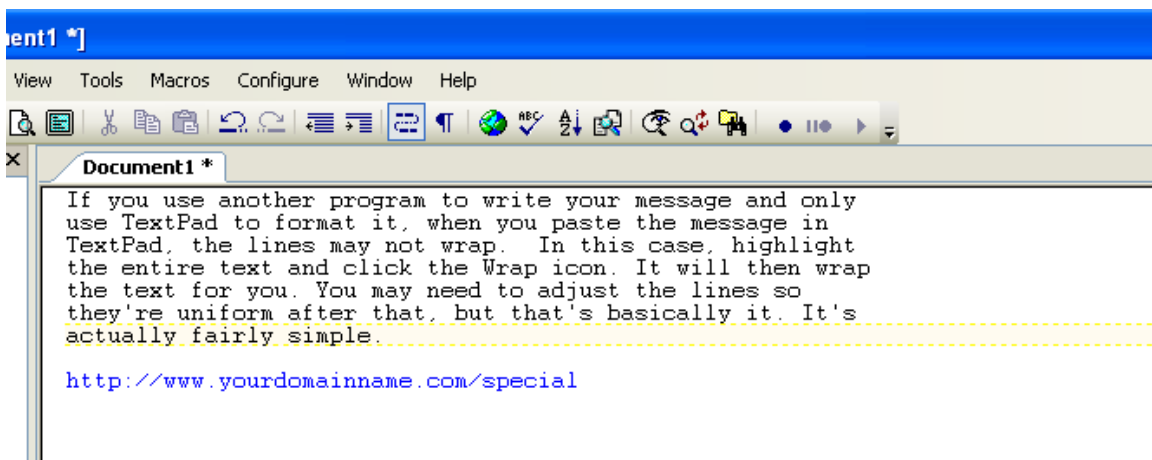 ent1 *]
View Tools Macros Configure Window Help
ABC A Z
Document1 *
If you use another program to write your message and only
use TextPad to format it, when you paste the message in
TextPad, the lines may not wrap.  In this case, highlight
the entire text and click the Wrap icon. It will then wrap
the text for you. You may need to adjust the lines so
they're uniform after that, but that's basically it. It's
actually fairly simple.
http://www.yourdomainname.com/special